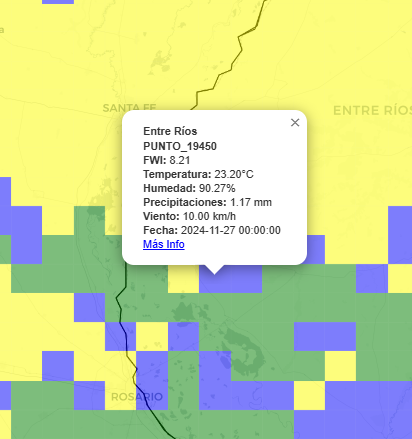 SANTA FE
ENTRE RÍOS
×
Entre Ríos
PUNTO_19450
FWI: 8.21
Temperatura: 23.20°C
Humedad: 90.27%
Precipitaciones: 1.17 mm
Viento: 10.00 km/h
Fecha: 2024-11-27 00:00:00
Más Info
ROSARIO